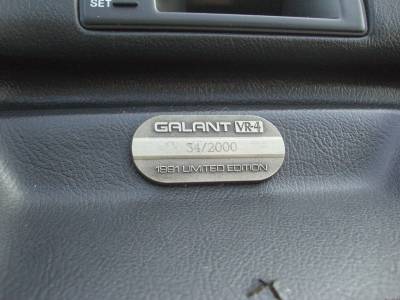 SET
GALANT VR-4
34/2000
1991 LIMITED EDITION